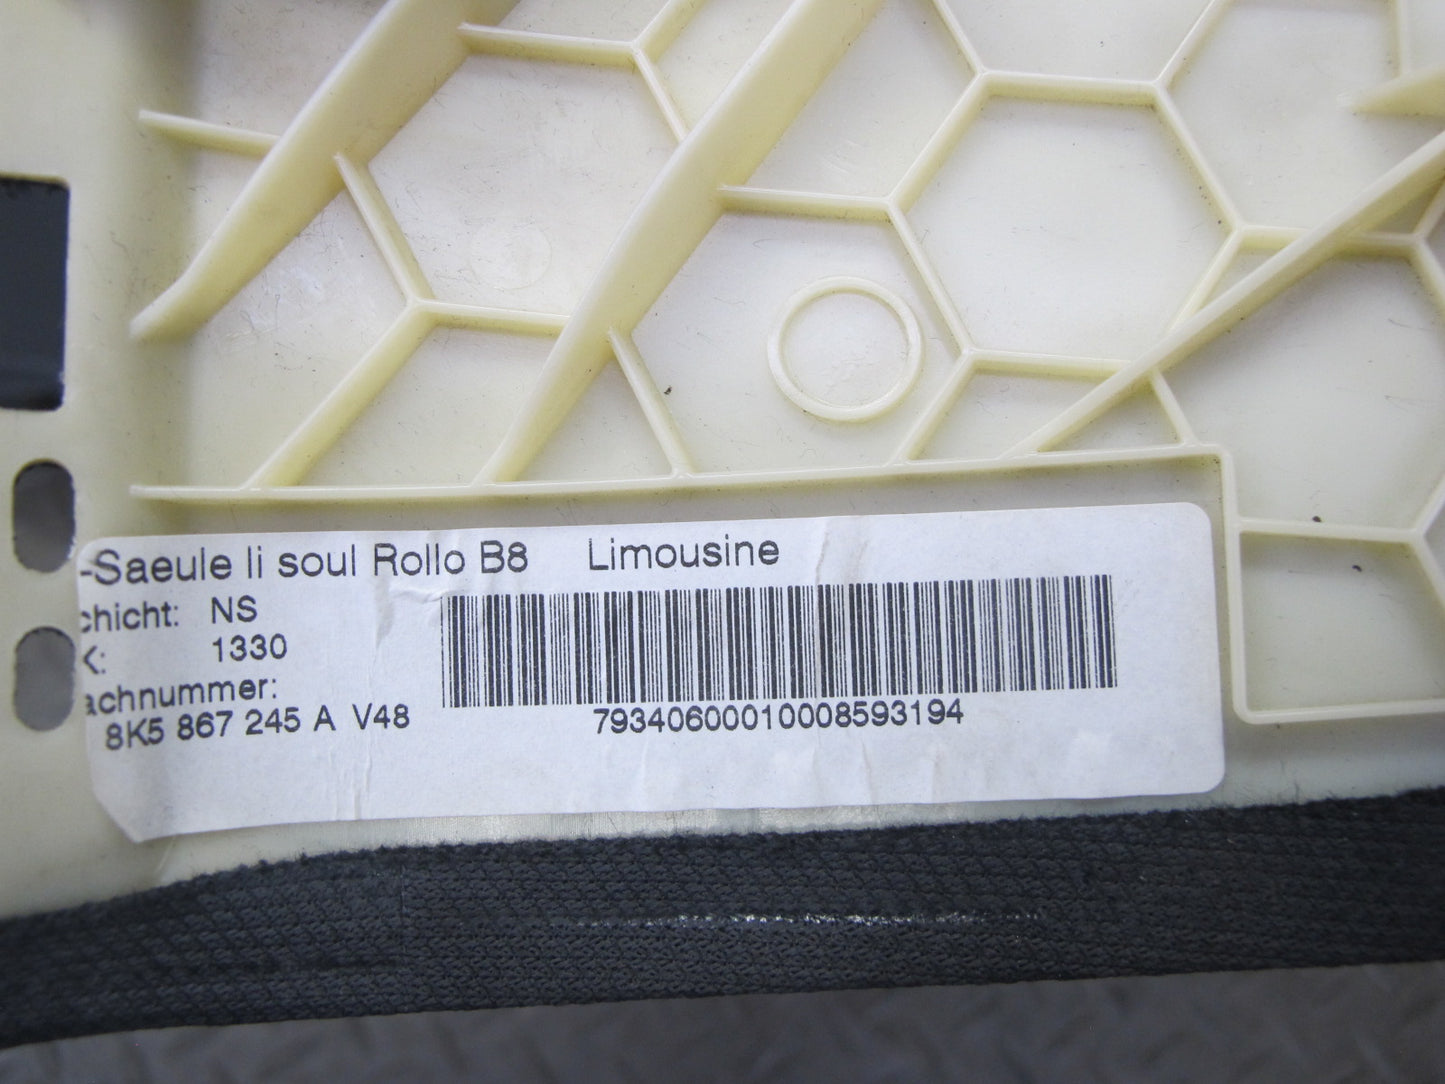 -Saeule li soul Rollo B8 Limousine
chicht: NS
K: 1330
achnummer:
8K5 867 245 A V48
79340600010008593194